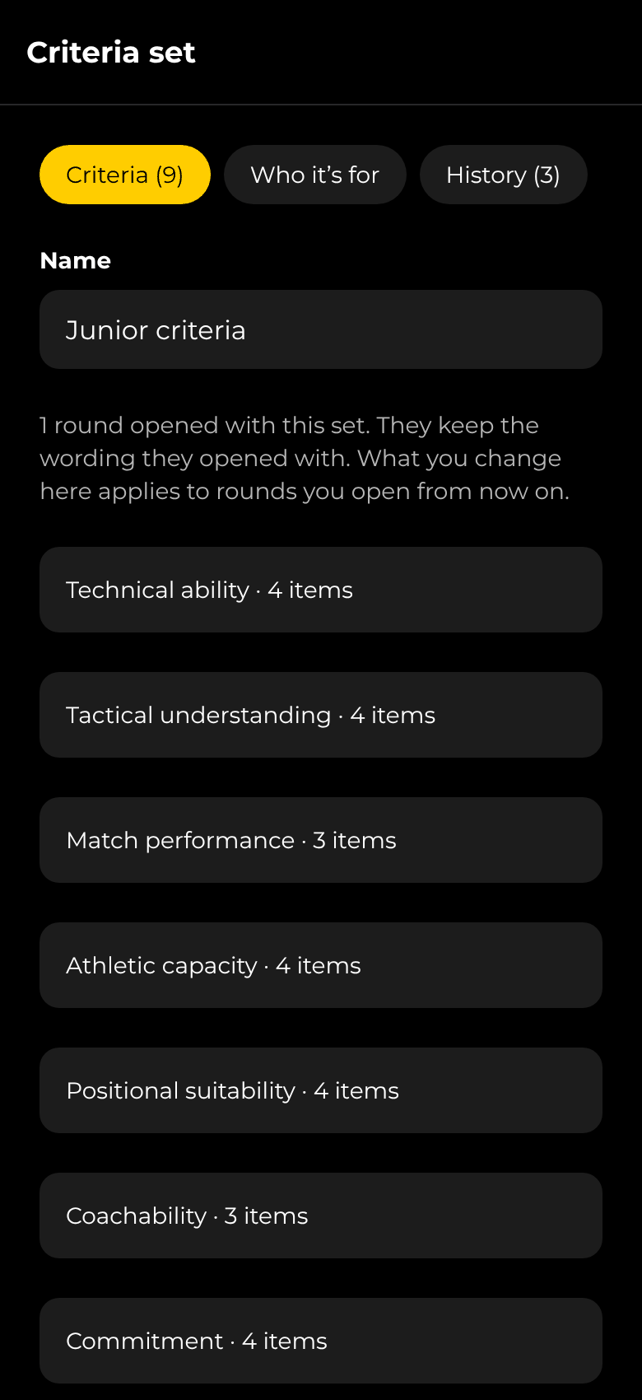 Criteria set
Criteria (9)
Who it’s for
History (3)
Name
Junior criteria
1 round opened with this set. They keep the
wording they opened with. What you change
here applies to rounds you open from now on.
Technical ability · 4 items
Tactical understanding · 4 items
Match performance · 3 items
Athletic capacity · 4 items
Positional suitability · 4 items
Coachability · 3 items
Commitment · 4 items